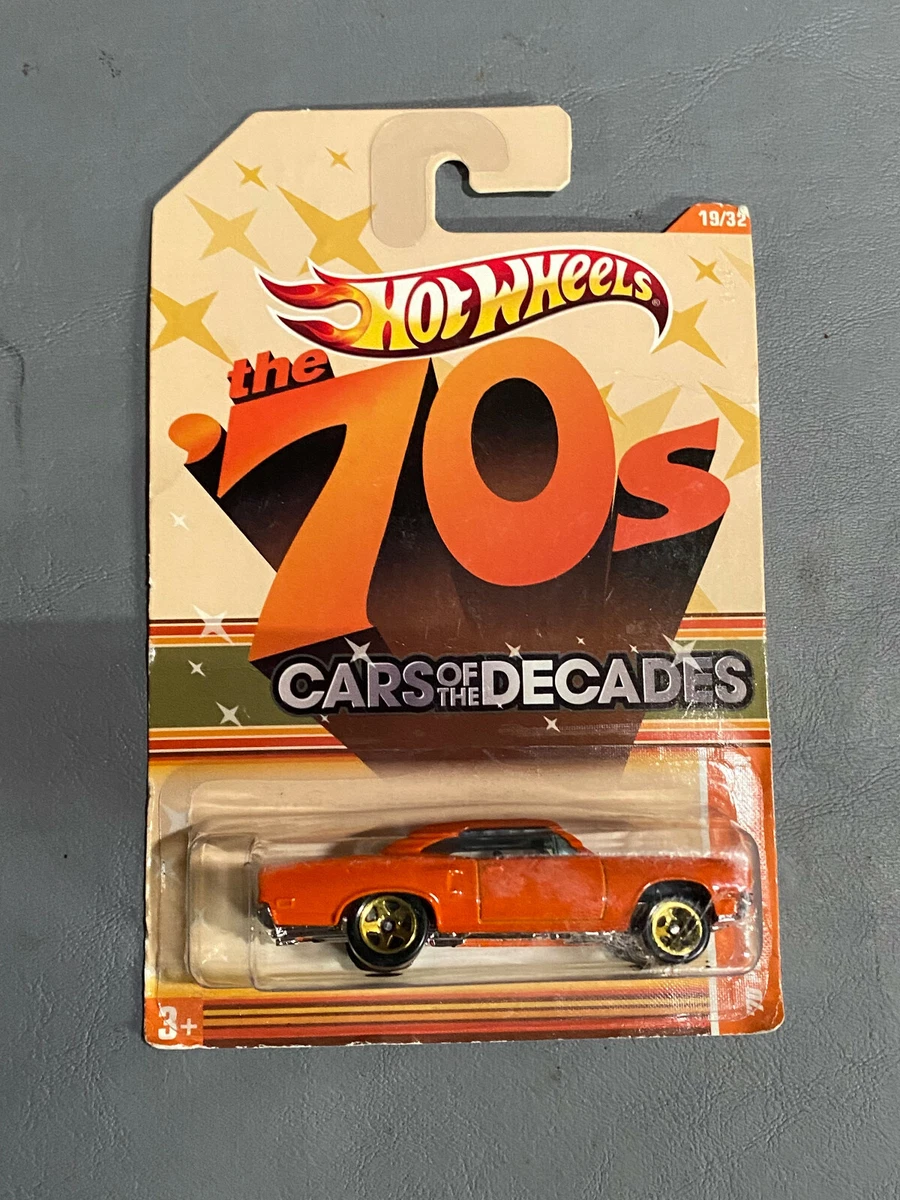 19/32
HOT WHEELS®
the
'70s
CARS OF THE DECADES
3+